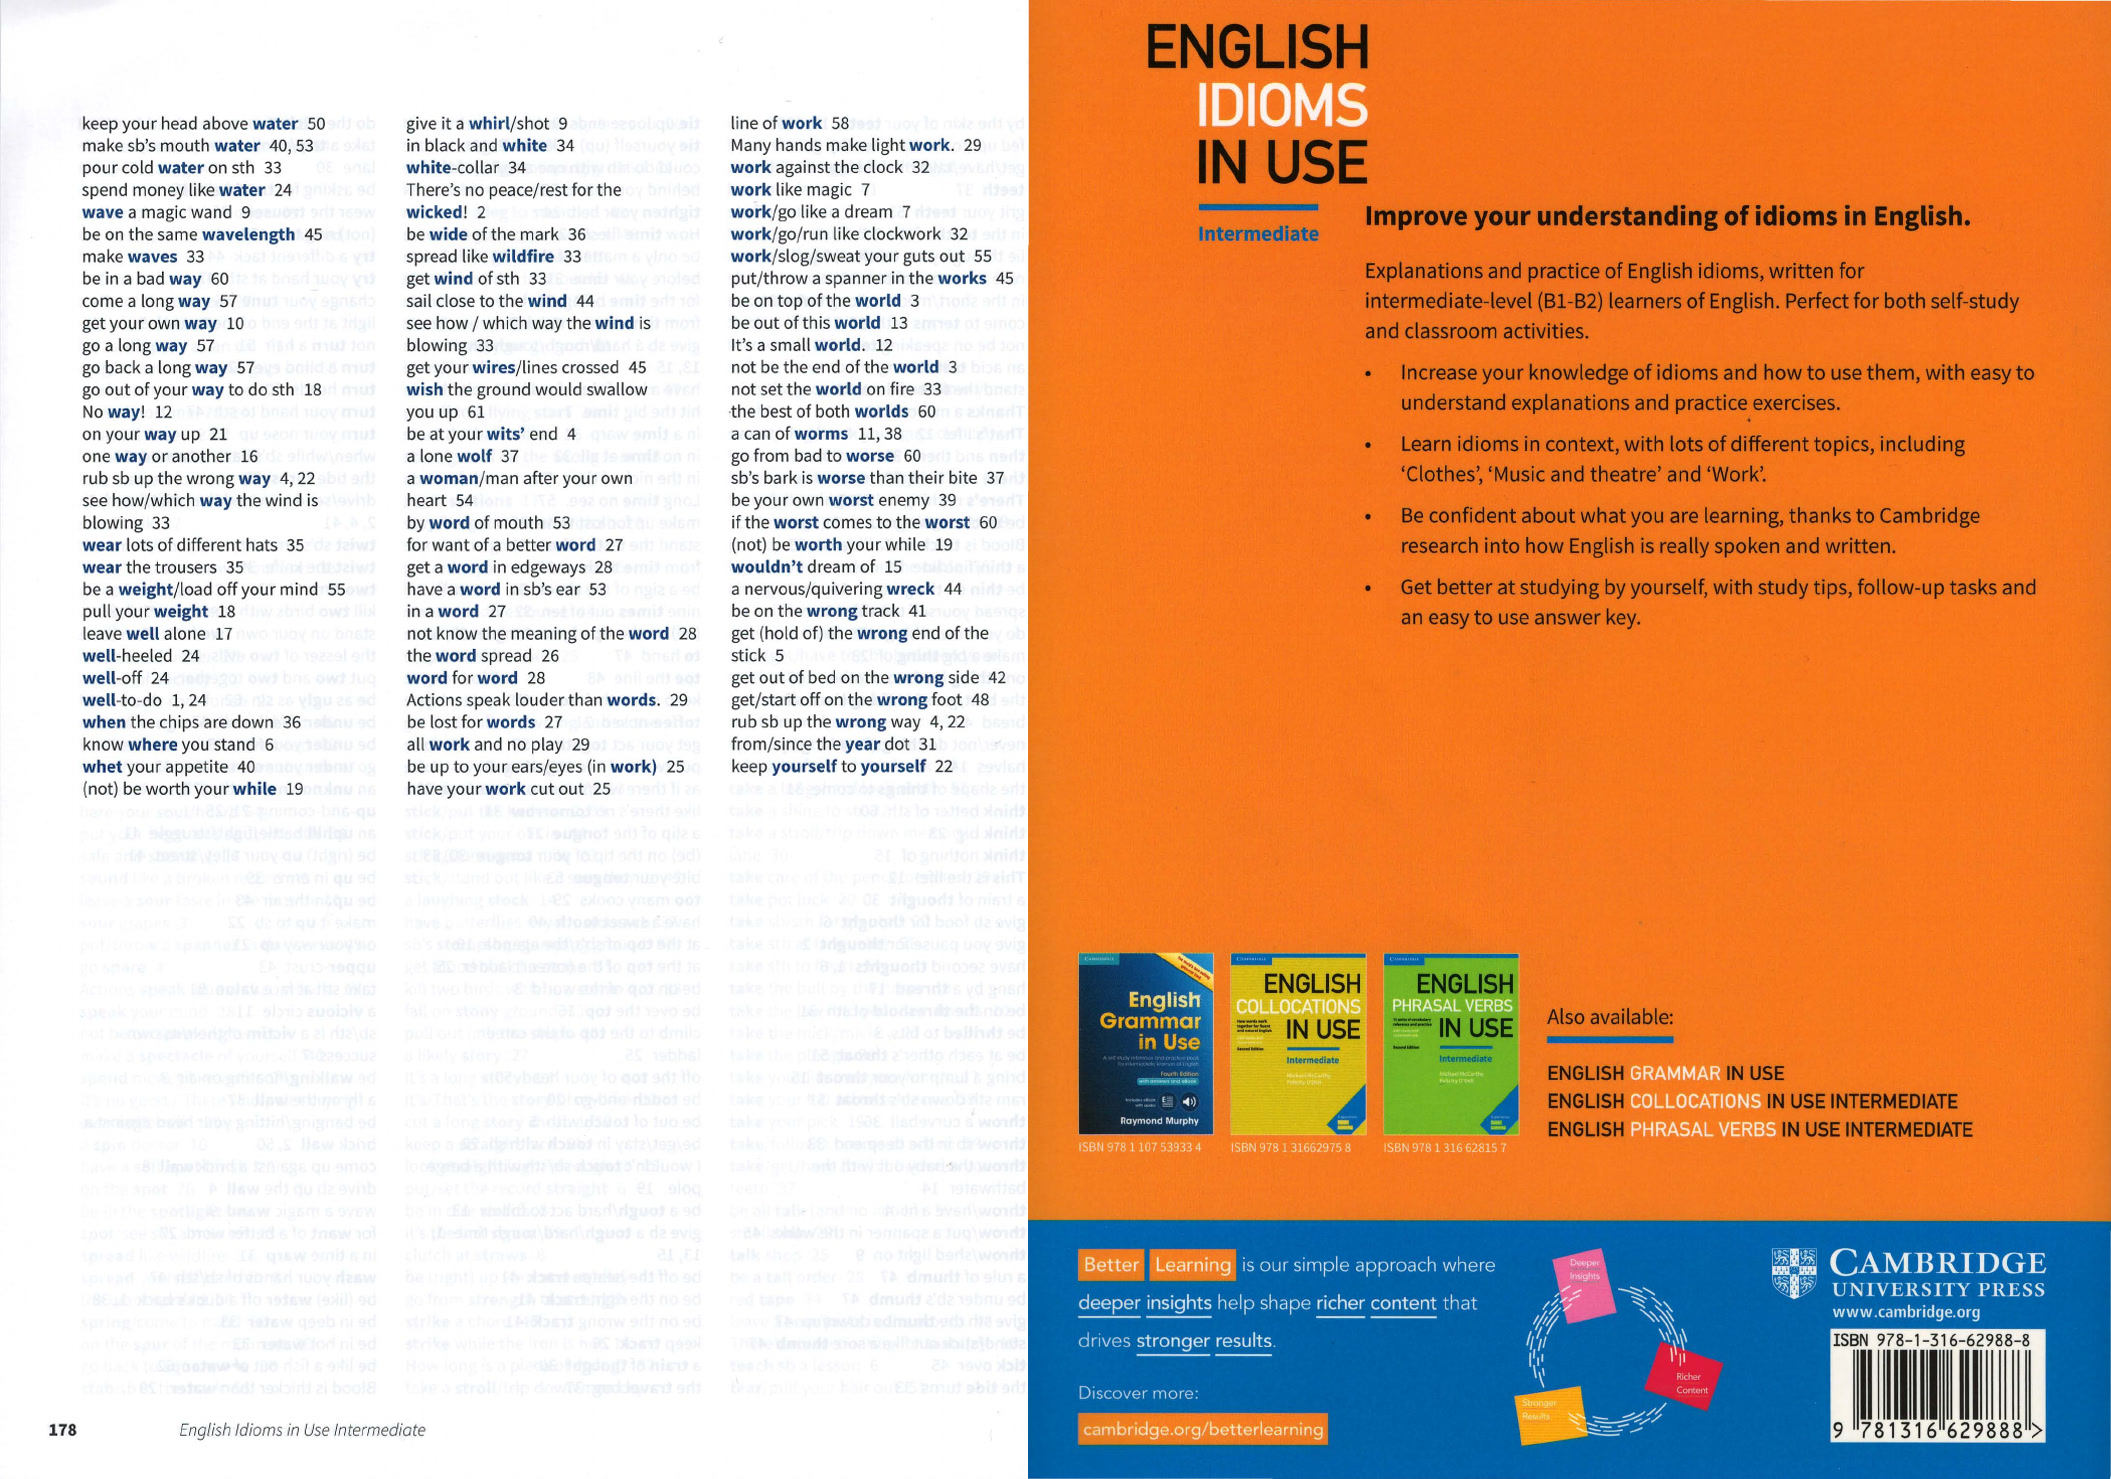 keep your head above water 50
make sb's mouth water 40, 53
pour cold water on sth 33
spend money like water 24
wave a magic wand 9
be on the same wavelength 45
make waves 33
be in a bad way 60
come a long way 57
get your own way 10
go a long way 57
go back a long way 57
go out of your way to do sth 18
No way! 12
on your way up 21
one way or another 16
rub sb up the wrong way 4, 22
see how/which way the wind is
blowing 33
wear lots of different hats 35
wear the trousers 35
be a weight/load off your mind 55
pull your weight 18
leave well alone 17
well-heeled 24
well-off 24
well-to-do 1, 24
when the chips are down 36
know where you stand 6
whet your appetite 40
(not) be worth your while 19
give it a whirl/shot 9
in black and white 34
white-collar 34
There's no peace/rest for the
wicked! 2
be wide of the mark 36
spread like wildfire 33
get wind of sth 33
sail close to the wind 44
see how / which way the wind is
blowing 33
get your wires/lines crossed 45
wish the ground would swallow
you up 61
be at your wits' end 4
a lone wolf 37
a woman/man after your own
heart 54
by word of mouth 53
for want of a better word 27
get a word in edgeways 28
have a word in sb's ear 53
in a word 27
not know the meaning of the word 28
the word spread 26
word for word 28
Actions speak louder than words. 29
be lost for words 27
all work and no play 29
be up to your ears/eyes (in work) 25
have your work cut out 25
line of work 58
Many hands make light work. 29
work against the clock 32
work like magic 7
work/go like a dream 7
work/go/run like clockwork 32
work/slog/sweat your guts out 55
put/throw a spanner in the works 45
be on top of the world 3
be out of this world 13
It's a small world. 12
not be the end of the world 3
not set the world on fire 33
the best of both worlds 60
a can of worms 11, 38
go from bad to worse 60
sb's bark is worse than their bite 37
be your own worst enemy 39
if the worst comes to the worst 60
(not) be worth your while 19
wouldn't dream of 15
a nervous/quivering wreck 44
be on the wrong track 41
get (hold of) the wrong end of the
stick 5
get out of bed on the wrong side 42
get/start off on the wrong foot 48
rub sb up the wrong way 4, 22
from/since the year dot 31
keep yourself to yourself 22
178 English Idioms in Use Intermediate
ENGLISH
IDIOMS
IN USE
Intermediate
Improve your understanding of idioms in English.
Explanations and practice of English idioms, written for
intermediate-level (B1-B2) learners of English. Perfect for both self-study
and classroom activities.
• Increase your knowledge of idioms and how to use them, with easy to
understand explanations and practice exercises.
• Learn idioms in context, with lots of different topics, including
'Clothes', 'Music and theatre' and 'Work'.
• Be confident about what you are learning, thanks to Cambridge
research into how English is really spoken and written.
• Get better at studying by yourself, with study tips, follow-up tasks and
an easy to use answer key.
English
Grammar
in Use
Fourth Edition
Raymond Murphy
ISBN 978 1 107 53933 4
ENGLISH
COLLOCATIONS
IN USE
Intermediate
ISBN 978 1 31662975 8
ENGLISH
PHRASAL VERBS
IN USE
Intermediate
ISBN 978 1 316 62815 7
Also available:
ENGLISH GRAMMAR IN USE
ENGLISH COLLOCATIONS IN USE INTERMEDIATE
ENGLISH PHRASAL VERBS IN USE INTERMEDIATE
Better Learning is our simple approach where
deeper insights help shape richer content that
drives stronger results.
Discover more:
cambridge.org/betterlearning
Deeper
Insights
Richer
Content
Stronger
Results
CAMBRIDGE
UNIVERSITY PRESS
www.cambridge.org
ISBN 978-1-316-62988-8
9 781316 629888 >